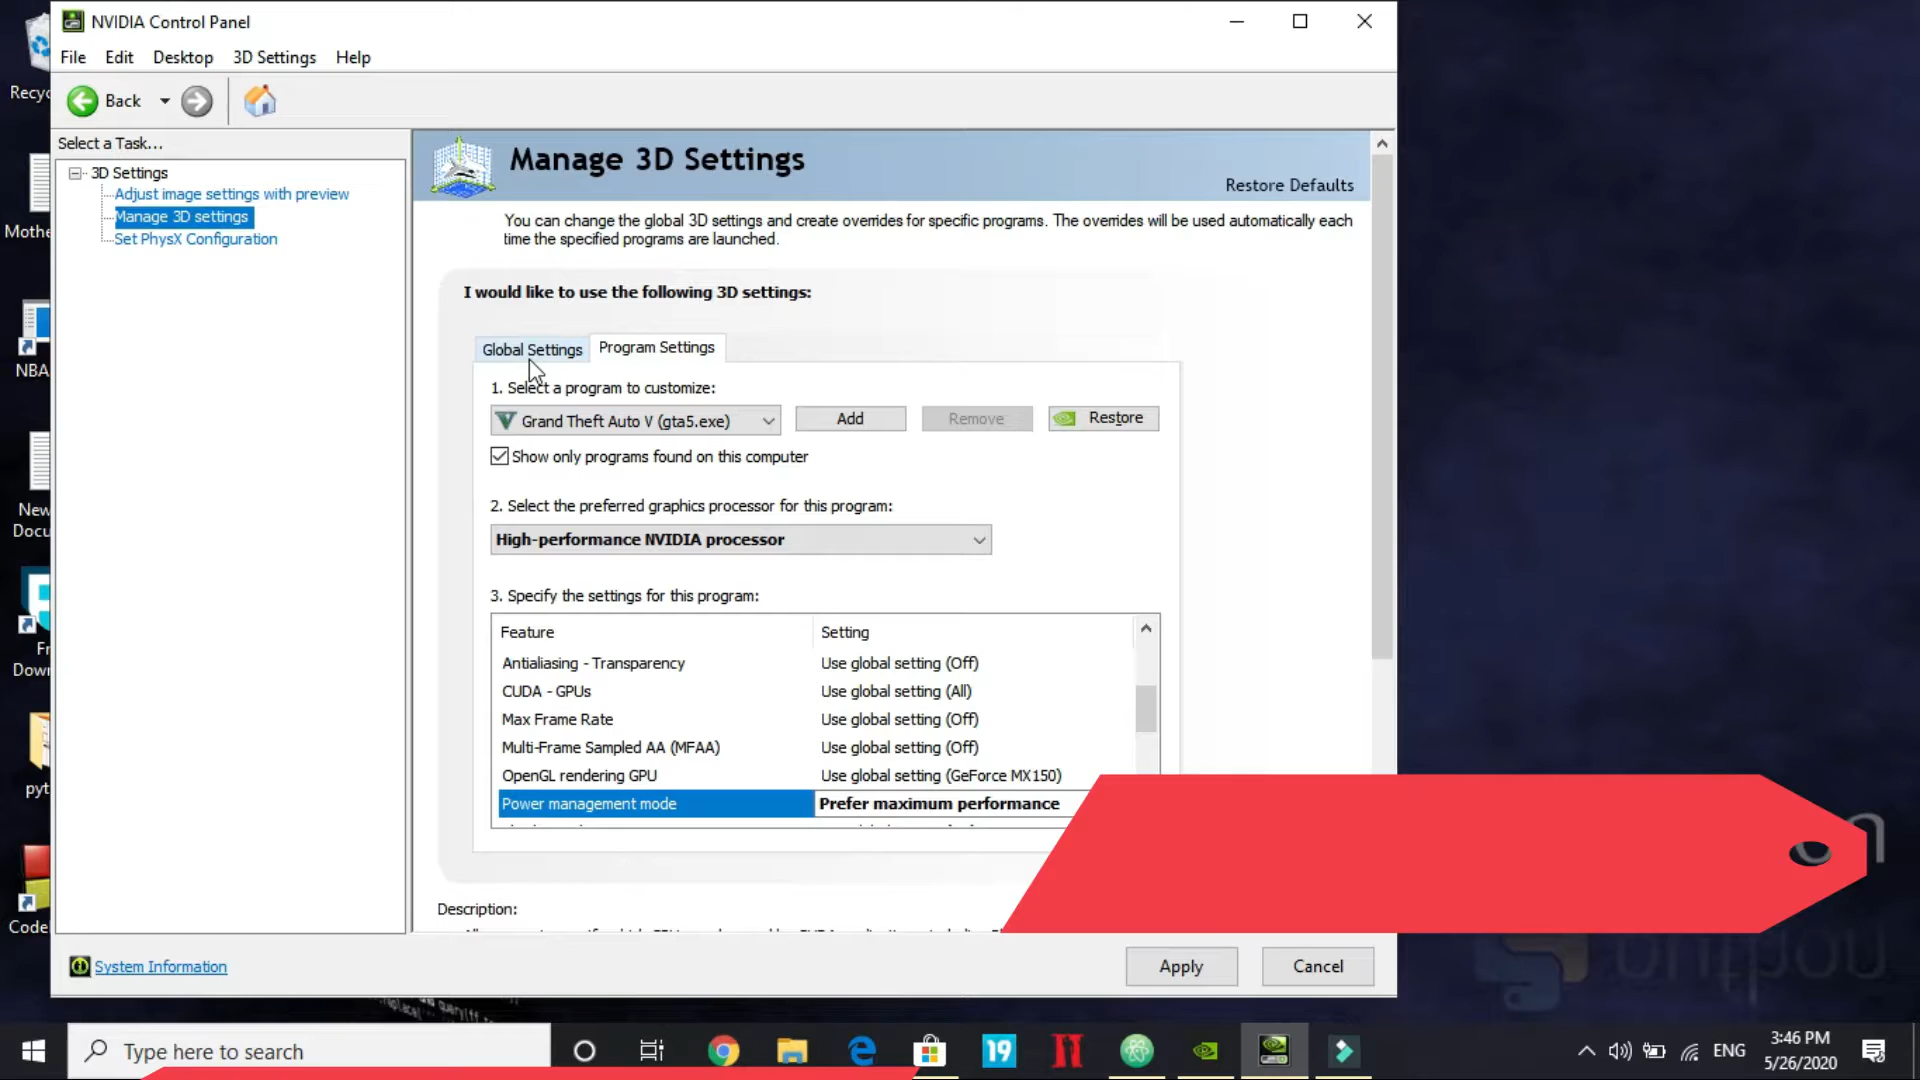 NVIDIA Control Panel
File Edit Desktop 3D Settings Help
Back
Select a Task...
3D Settings
Adjust image settings with preview
Manage 3D settings
Set PhysX Configuration
Manage 3D Settings
Restore Defaults
You can change the global 3D settings and create overrides for specific programs. The overrides will be used automatically each
time the specified programs are launched.
I would like to use the following 3D settings:
Global Settings Program Settings
1. Select a program to customize:
Grand Theft Auto V (gta5.exe) Add Remove Restore
Show only programs found on this computer
2. Select the preferred graphics processor for this program:
High-performance NVIDIA processor
3. Specify the settings for this program:
Feature Setting
Antialiasing - Transparency Use global setting (Off)
CUDA - GPUs Use global setting (All)
Max Frame Rate Use global setting (Off)
Multi-Frame Sampled AA (MFAA) Use global setting (Off)
OpenGL rendering GPU Use global setting (GeForce MX150)
Power management mode Prefer maximum performance
Description:
System Information
Apply Cancel
Recyc
Mothe
NBA
New
Docu
Fr
Down
pyt
Code
Type here to search
19
ENG
3:46 PM
5/26/2020